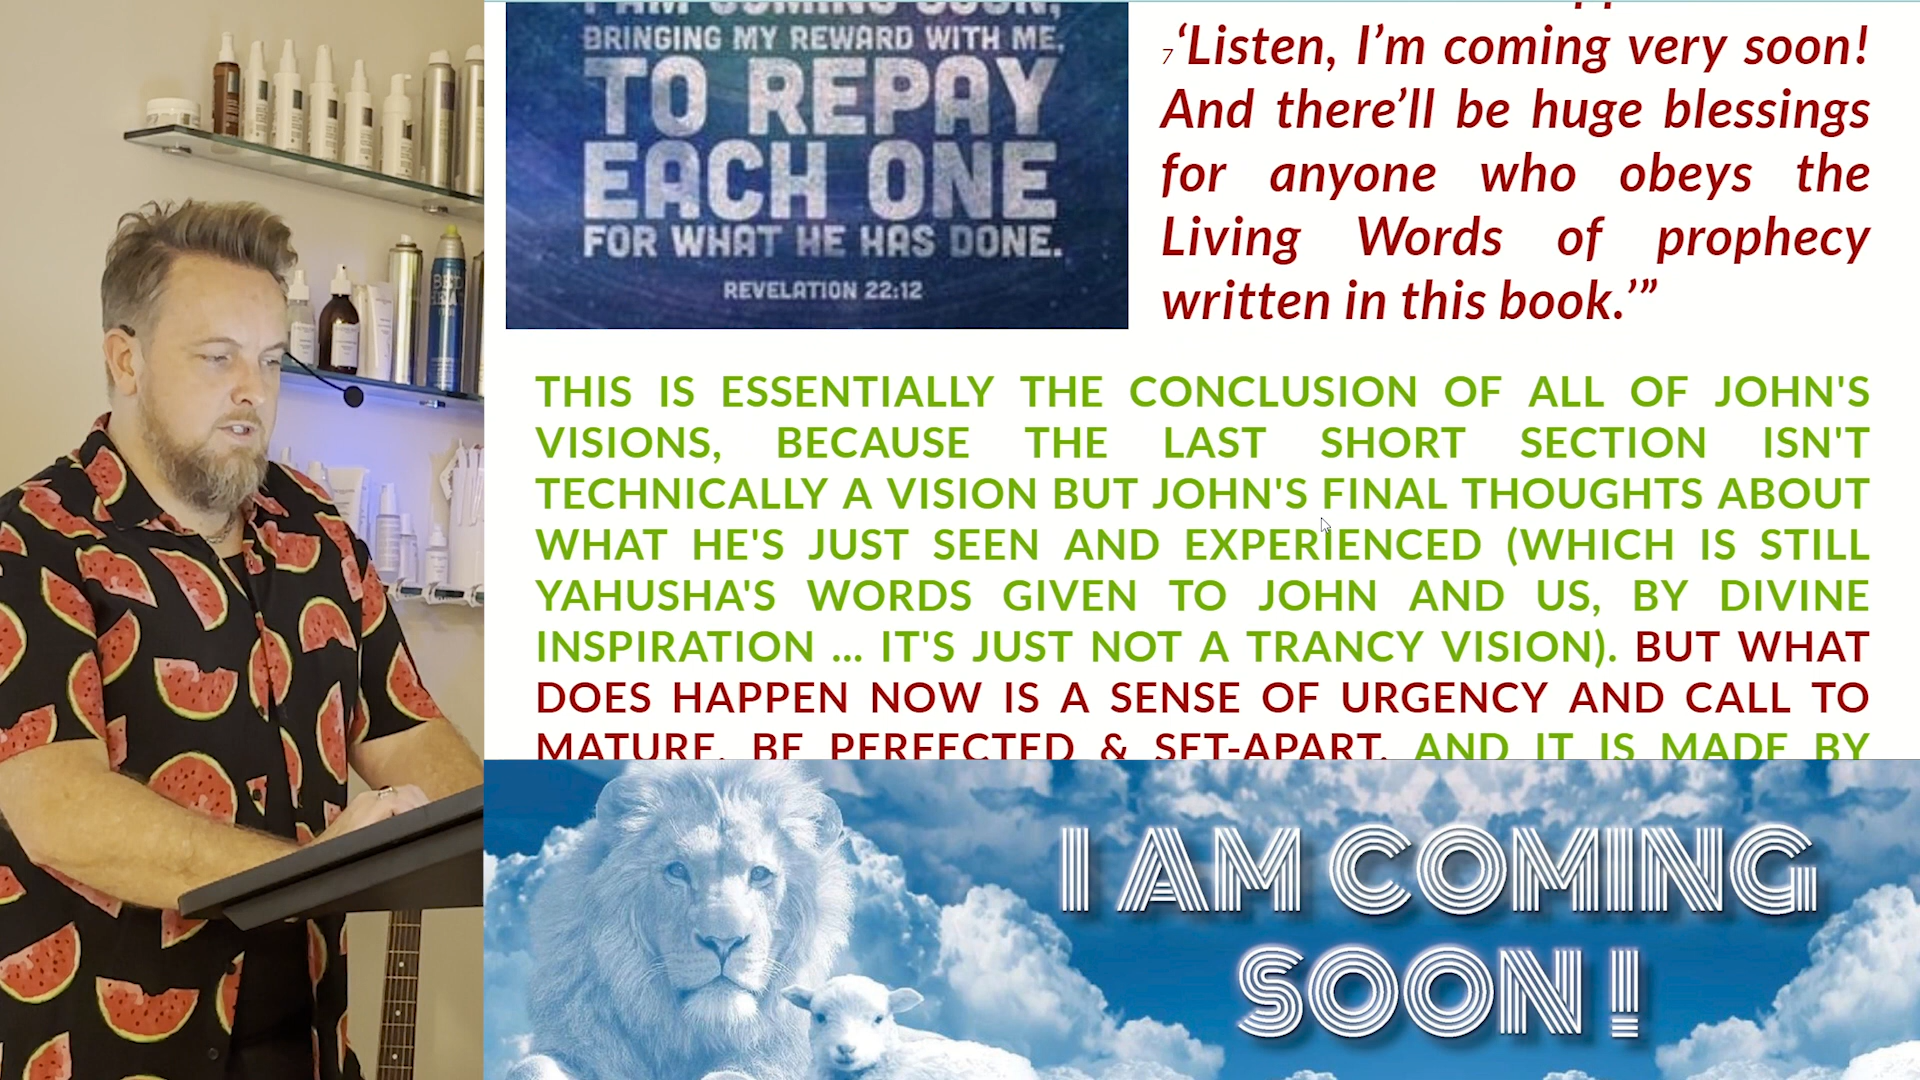 I AM COMING SOON,
BRINGING MY REWARD WITH ME,
TO REPAY
EACH ONE
FOR WHAT HE HAS DONE.
REVELATION 22:12
7‘Listen, I’m coming very soon!
And there’ll be huge blessings
for anyone who obeys the
Living Words of prophecy
written in this book.’”
THIS IS ESSENTIALLY THE CONCLUSION OF ALL OF JOHN'S
VISIONS, BECAUSE THE LAST SHORT SECTION ISN'T
TECHNICALLY A VISION BUT JOHN'S FINAL THOUGHTS ABOUT
WHAT HE'S JUST SEEN AND EXPERIENCED (WHICH IS STILL
YAHUSHA'S WORDS GIVEN TO JOHN AND US, BY DIVINE
INSPIRATION ... IT'S JUST NOT A TRANCY VISION). BUT WHAT
DOES HAPPEN NOW IS A SENSE OF URGENCY AND CALL TO
MATURE, BE PERFECTED & SET-APART. AND IT IS MADE BY
I AM COMING
SOON!
BED
HEAD